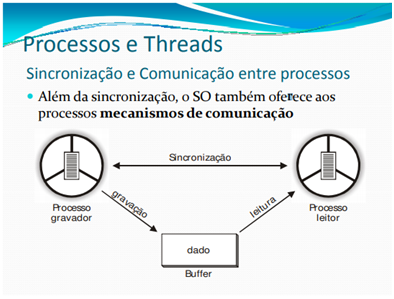 Processos e Threads
Sincronização e Comunicação entre processos
Além da sincronização, o SO também oferece aos
processos mecanismos de comunicação
Sincronização
Processo
gravador
gravação
leitura
Processo
leitor
dado
Buffer